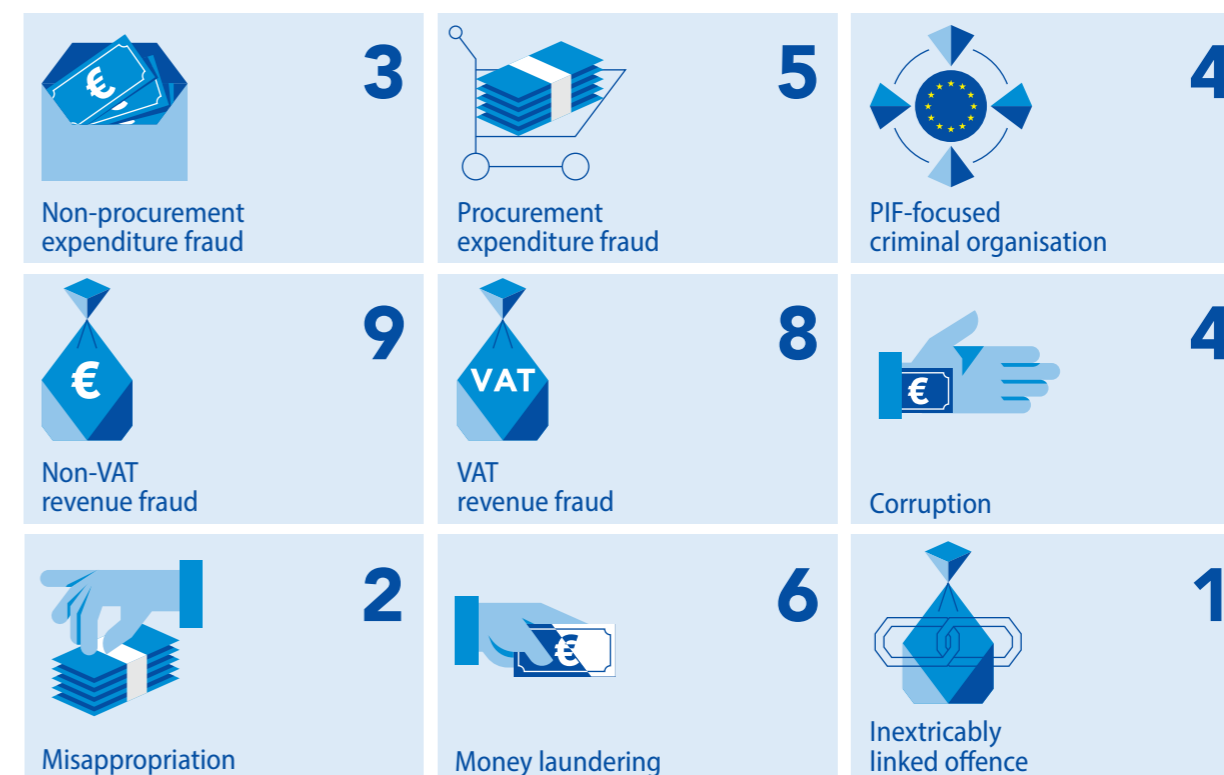 3
Non-procurement
expenditure fraud
5
Procurement
expenditure fraud
4
PIF-focused
criminal organisation
9
€
Non-VAT
revenue fraud
8
VAT
VAT
revenue fraud
4
€
Corruption
2
Misappropriation
6
€
Money laundering
1
Inextricably
linked offence